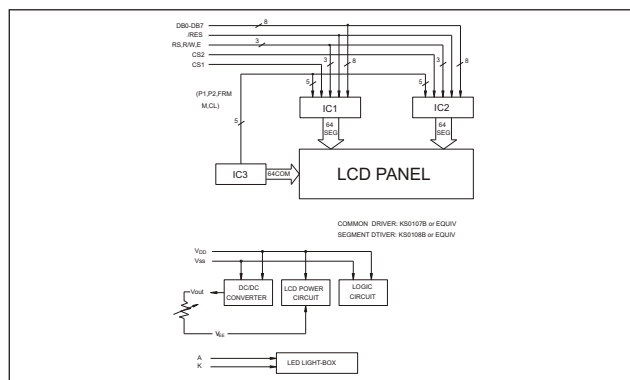 DB0-DB7
8
/RES
RS,R/W,E
3
CS2
CS1
3
8
3
8
5
5
(P1,P2,FRM
M,CL)
IC1
IC2
5
64
SEG
64
SEG
LCD PANEL
IC3
64COM
COMMON DRIVER: KS0107B or EQUIV
SEGMENT DTIVER: KS0108B or EQUIV
VDD
Vss
DC/DC
CONVERTER
LCD POWER
CIRCUIT
LOGIC
CIRCUIT
Vout
VEE
A
K
LED LIGHT-BOX